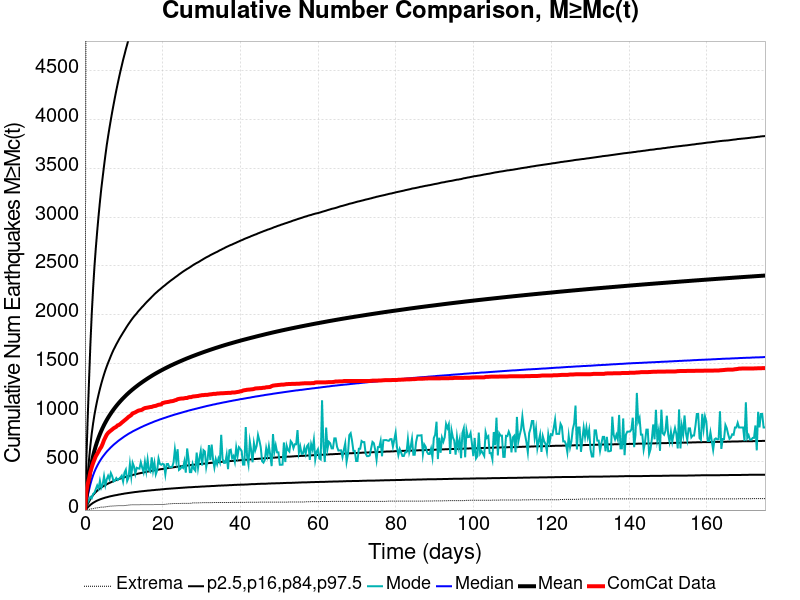 Cumulative Number Comparison, M≥Mc(t)
Cumulative Num Earthquakes M≥Mc(t)
4500
4000
3500
3000
2500
2000
1500
1000
500
0
0 20 40 60 80 100 120 140 160
Time (days)
Extrema p2.5,p16,p84,p97.5 Mode Median Mean ComCat Data